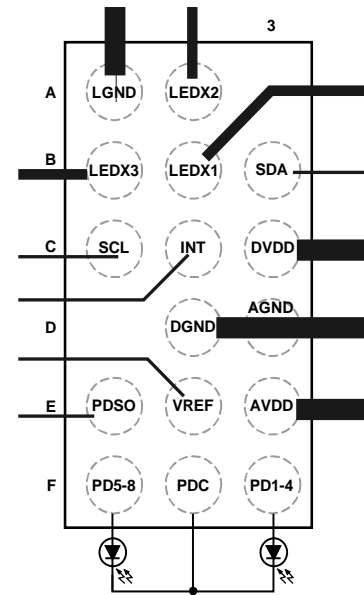 3
A LGND LEDX2
B LEDX3 LEDX1 SDA
C SCL INT DVDD
D DGND AGND
E PDSO VREF AVDD
F PD5-8 PDC PD1-4